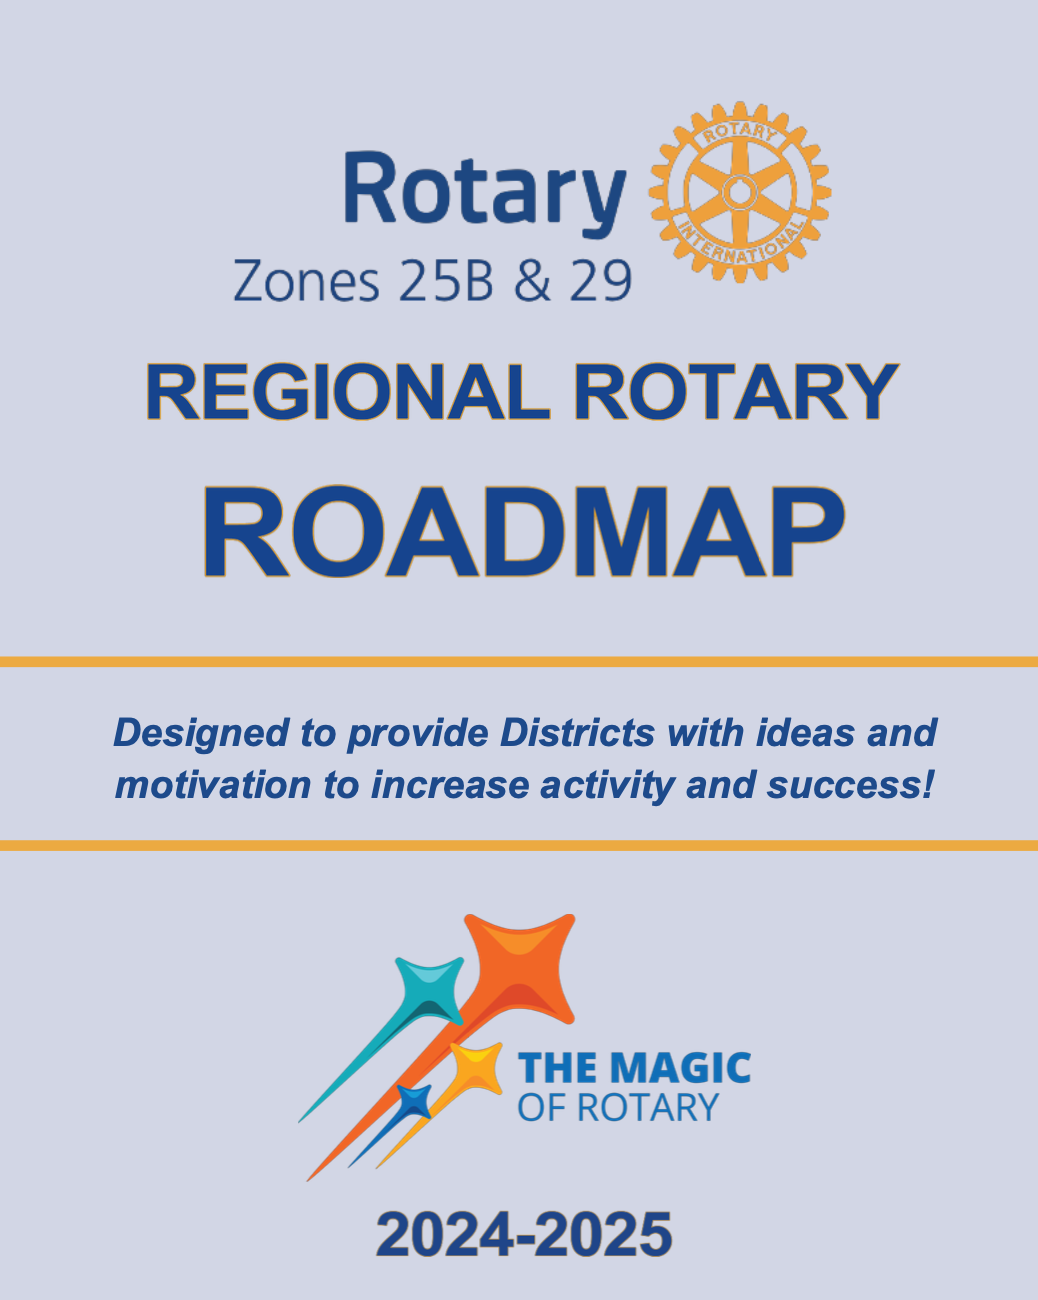 Rotary
ROTARY
INTERNATIONAL
Zones 25B & 29
REGIONAL ROTARY
ROADMAP
Designed to provide Districts with ideas and
motivation to increase activity and success!
THE MAGIC
OF ROTARY
2024-2025